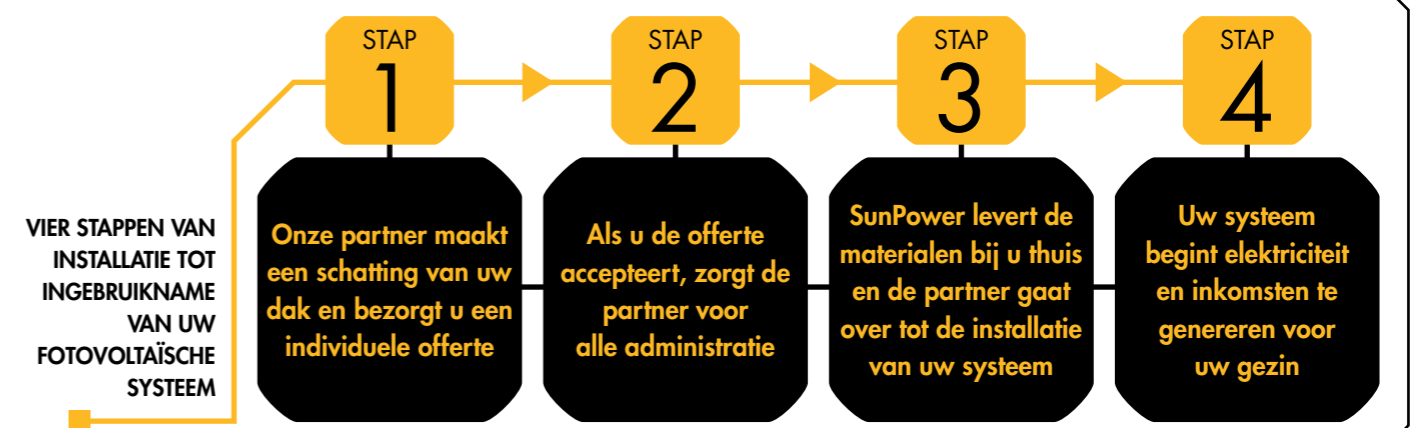 VIER STAPPEN VAN
INSTALLATIE TOT
INGEBRUIKNAME
VAN UW
FOTOVOLTAÏSCHE
SYSTEEM
STAP
1
Onze partner maakt
een schatting van uw
dak en bezorgt u een
individuele offerte
STAP
2
Als u de offerte
accepteert, zorgt de
partner voor
alle administratie
STAP
3
SunPower levert de
materialen bij u thuis
en de partner gaat
over tot de installatie
van uw systeem
STAP
4
Uw systeem
begint elektriciteit
en inkomsten te
genereren voor
uw gezin